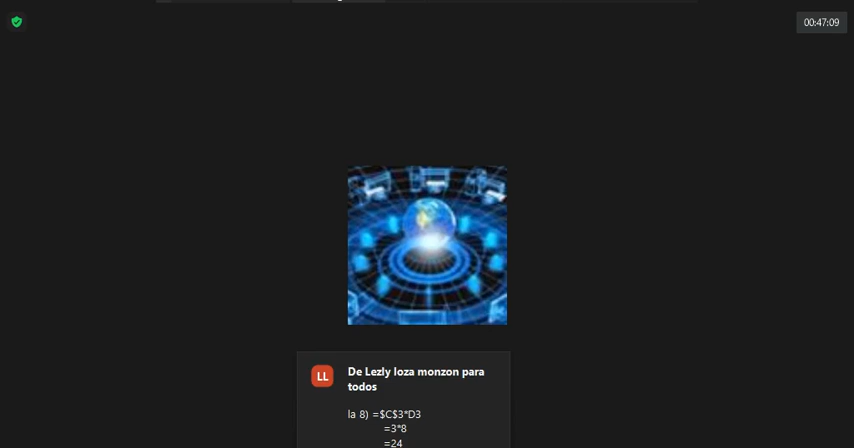 00:47:09
LL
De Lezly loza monzon para
todos
la 8) =$C$3*D3
=3*8
=24